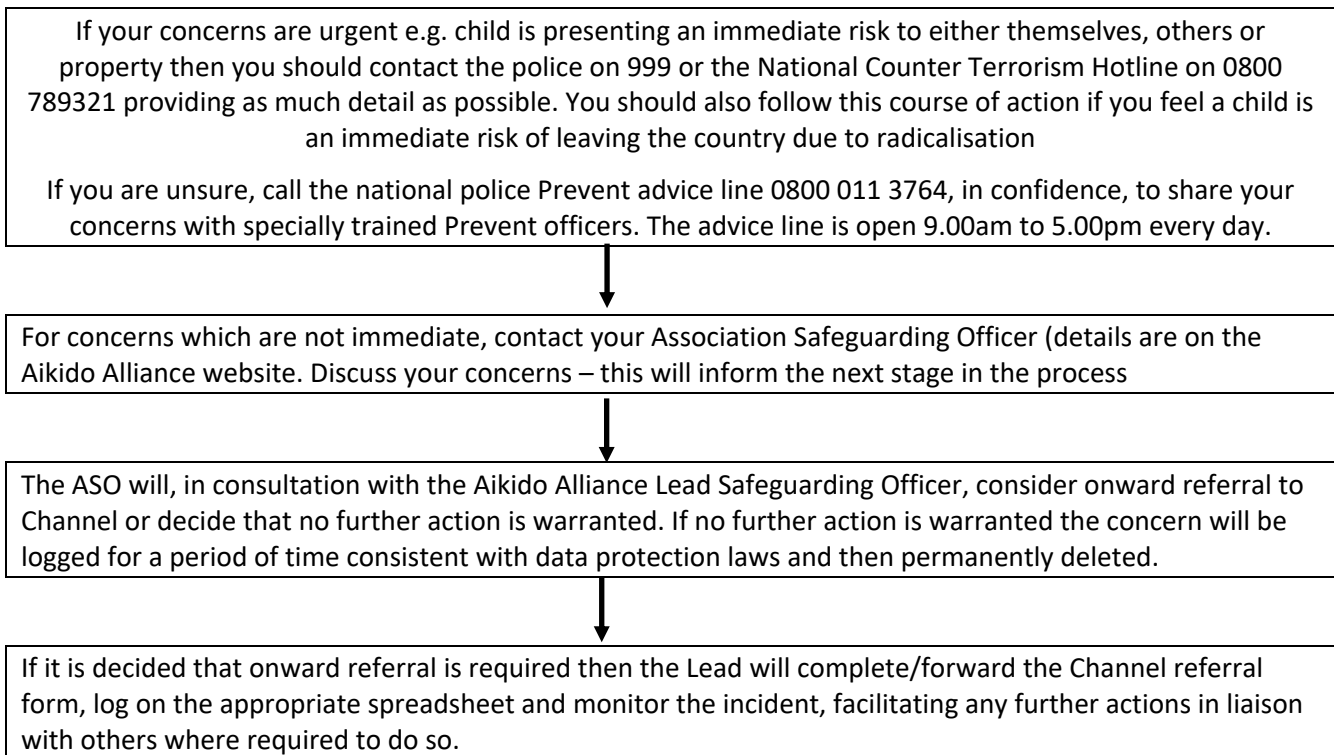 If your concerns are urgent e.g. child is presenting an immediate risk to either themselves, others or
property then you should contact the police on 999 or the National Counter Terrorism Hotline on 0800
789321 providing as much detail as possible. You should also follow this course of action if you feel a child is
an immediate risk of leaving the country due to radicalisation
If you are unsure, call the national police Prevent advice line 0800 011 3764, in confidence, to share your
concerns with specially trained Prevent officers. The advice line is open 9.00am to 5.00pm every day.
For concerns which are not immediate, contact your Association Safeguarding Officer (details are on the
Aikido Alliance website. Discuss your concerns – this will inform the next stage in the process
The ASO will, in consultation with the Aikido Alliance Lead Safeguarding Officer, consider onward referral to
Channel or decide that no further action is warranted. If no further action is warranted the concern will be
logged for a period of time consistent with data protection laws and then permanently deleted.
If it is decided that onward referral is required then the Lead will complete/forward the Channel referral
form, log on the appropriate spreadsheet and monitor the incident, facilitating any further actions in liaison
with others where required to do so.